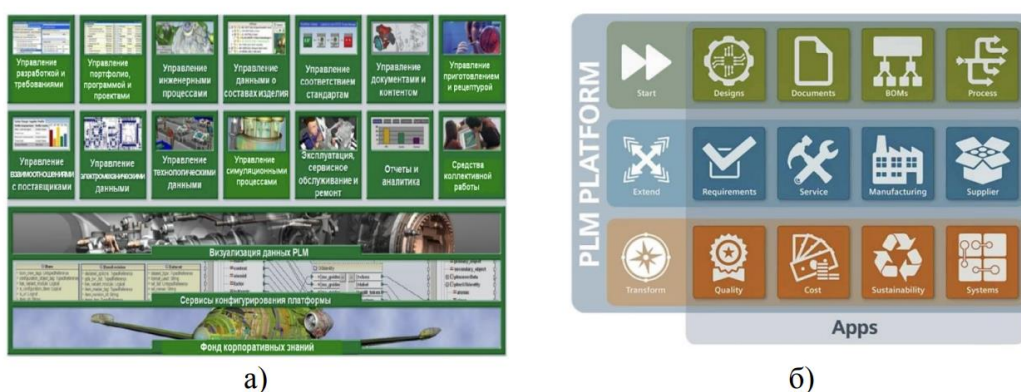 Управление
разработкой и
требованиями
Управление
портфолио,
программой и
проектами
Управление
инженерными
процессами
Управление
данными о
составах изделия
Управление
соответствием
стандартам
Управление
документами и
контентом
Управление
приготовлением
и рецептурой
Управление
взаимоотношениями
с поставщиками
Управление
электромеханическими
данными
Управление
технологическими
данными
Управление
симуляционными
процессами
Эксплуатация,
сервисное
обслуживание и
ремонт
Отчеты и
аналитика
Средства
коллективной
работы
Визуализация данных PLM
Сервисы конфигурирования платформы
Фонд корпоративных знаний
а)
PLM PLATFORM
Start
Designs
Documents
BOMs
Process
Extend
Requirements
Service
Manufacturing
Supplier
Transform
Quality
Cost
Sustainability
Systems
Apps
б)